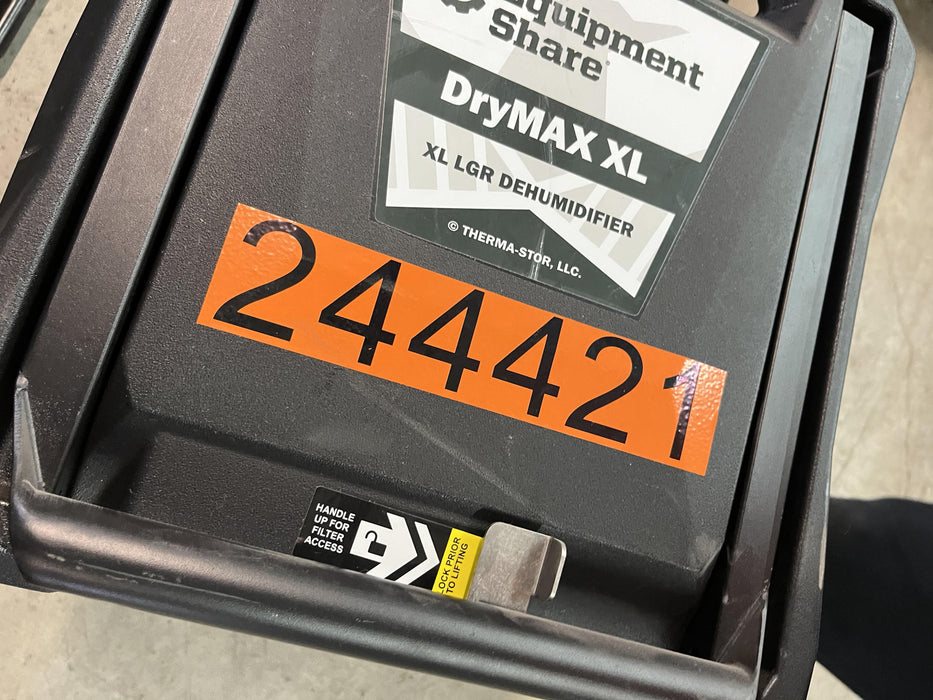 Equipment
Share
DryMAX XL
XL LGR DEHUMIDIFIER
© THERMA-STOR, LLC.
244421
HANDLE
UP FOR
FILTER
ACCESS
LOCK PRIOR
TO LIFTING